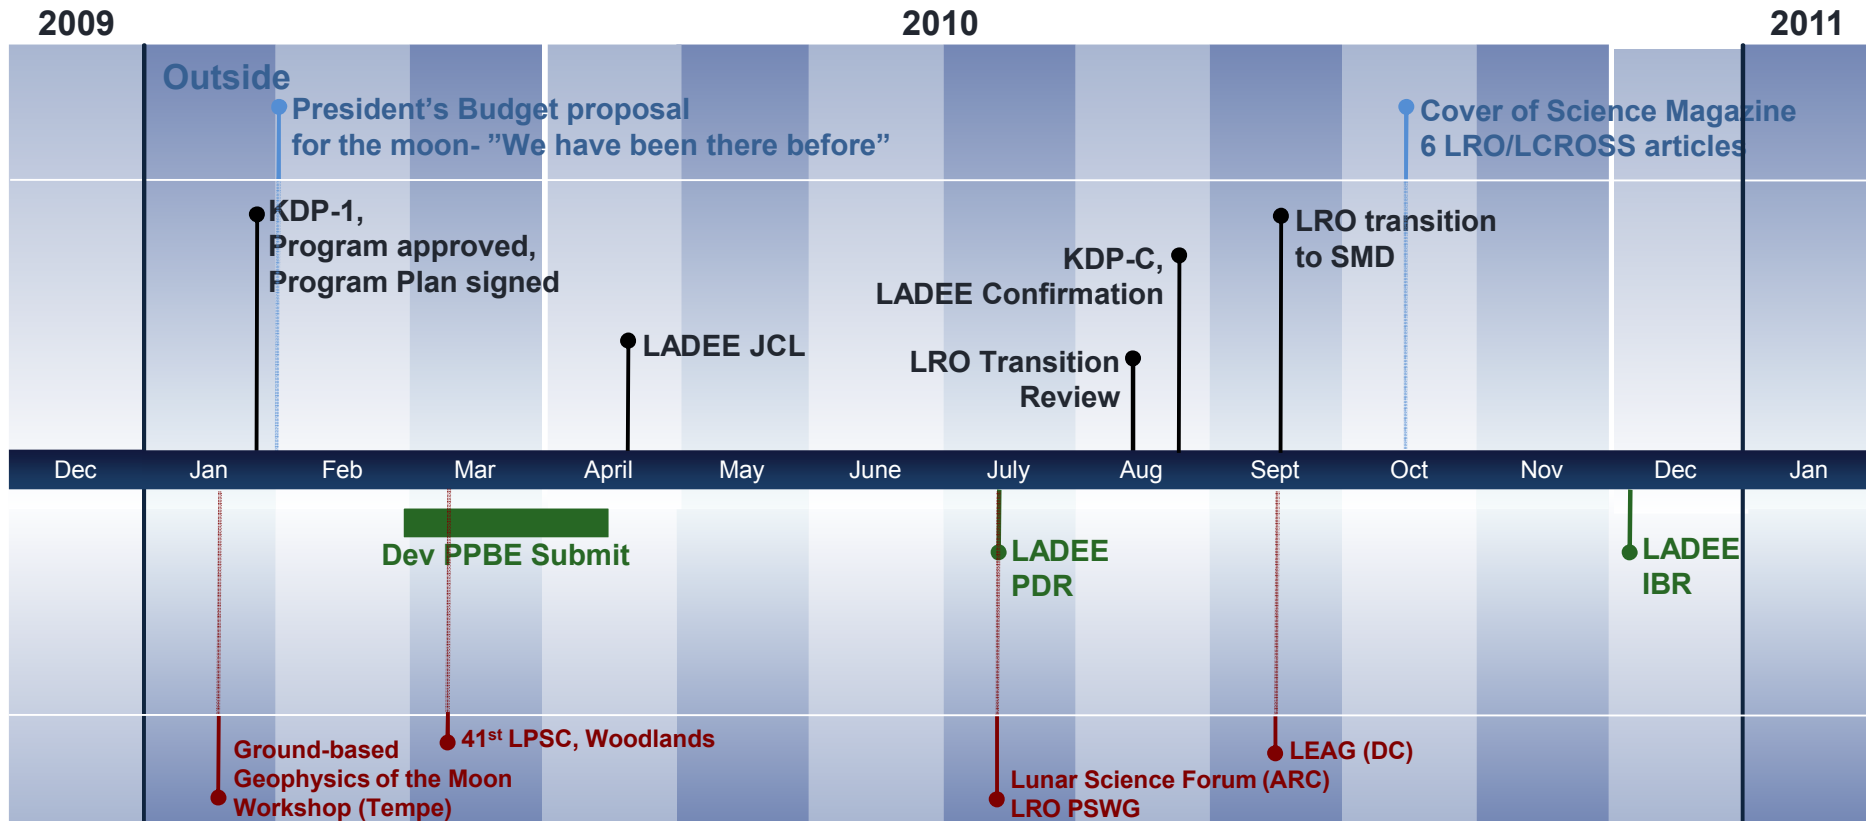 2009
2010
2011
Outside
President’s Budget proposal
for the moon- ”We have been there before”
Cover of Science Magazine
6 LRO/LCROSS articles
KDP-1,
Program approved,
Program Plan signed
LRO transition
to SMD
KDP-C,
LADEE Confirmation
LADEE JCL
LRO Transition
Review
Dec
Jan
Feb
Mar
April
May
June
July
Aug
Sept
Oct
Nov
Dec
Jan
Dev PPBE Submit
LADEE
PDR
LADEE
IBR
Ground-based
Geophysics of the Moon
Workshop (Tempe)
41st LPSC, Woodlands
Lunar Science Forum (ARC)
LRO PSWG
LEAG (DC)